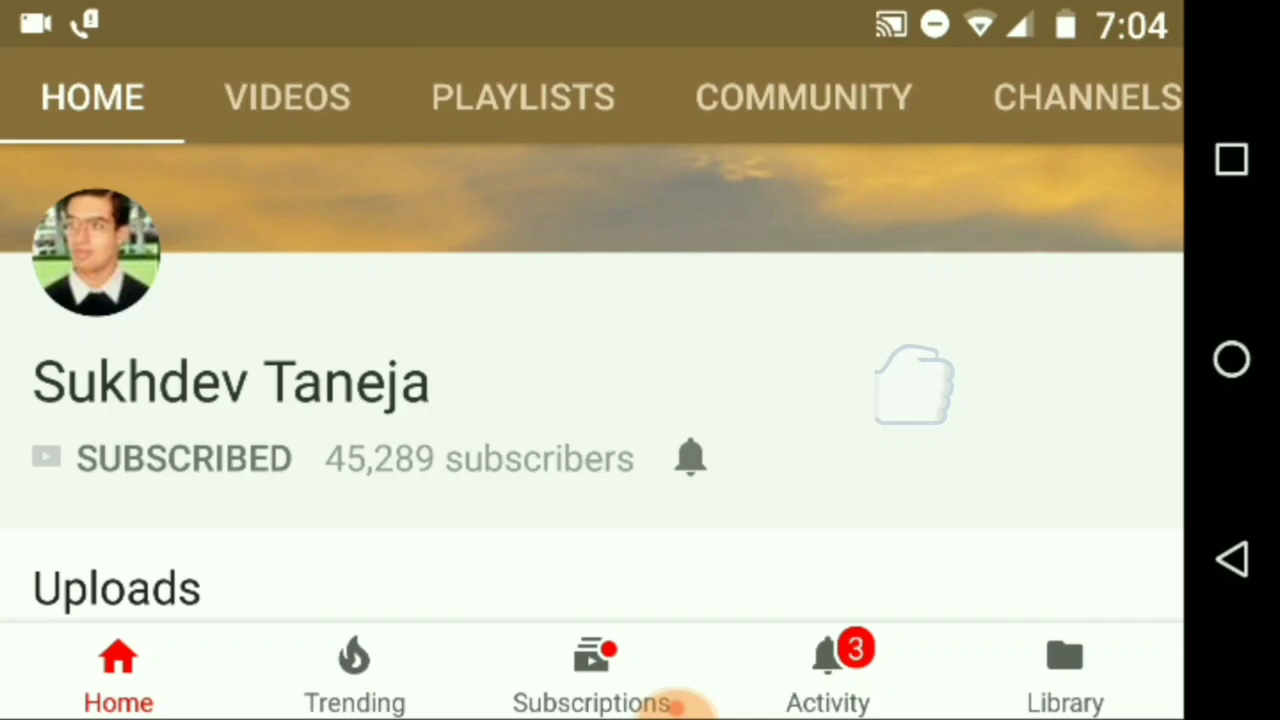 7:04
HOME VIDEOS PLAYLISTS COMMUNITY CHANNELS
Sukhdev Taneja
SUBSCRIBED 45,289 subscribers
Uploads
3
Home Trending Subscriptions Activity Library